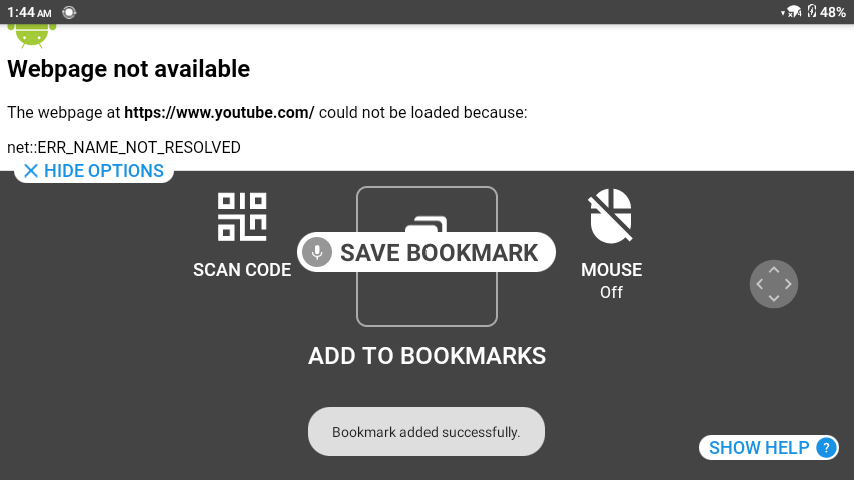 1:44 AM
48%
Webpage not available
The webpage at https://www.youtube.com/ could not be loaded because:
net::ERR_NAME_NOT_RESOLVED
HIDE OPTIONS
SAVE BOOKMARK
SCAN CODE
MOUSE
Off
ADD TO BOOKMARKS
Bookmark added successfully.
SHOW HELP ?